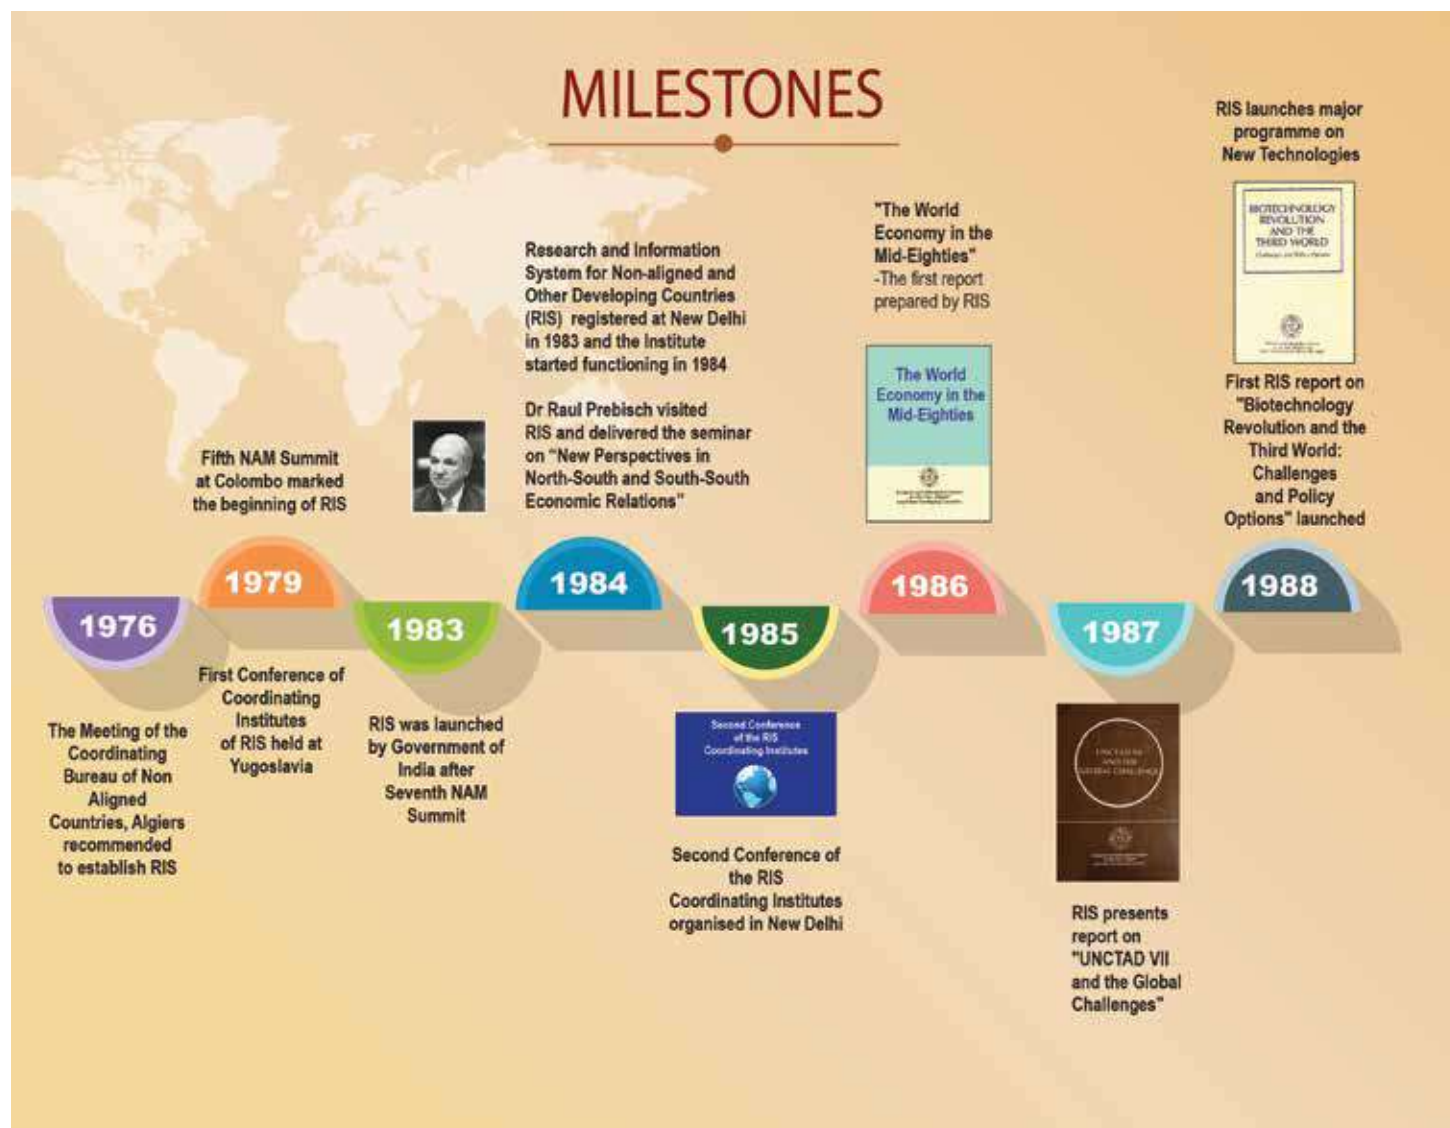 MILESTONES
RIS launches major
programme on
New Technologies
BIOTECHNOLOGY
REVOLUTION
AND THE
THIRD WORLD
First RIS report on
"Biotechnology
Revolution and the
Third World:
Challenges
and Policy
Options" launched
"The World
Economy in the
Mid-Eighties"
-The first report
prepared by RIS
The World
Economy in the
Mid-Eighties
Research and Information
System for Non-aligned and
Other Developing Countries
(RIS) registered at New Delhi
in 1983 and the Institute
started functioning in 1984
Dr Raul Prebisch visited
RIS and delivered the seminar
on "New Perspectives in
North-South and South-South
Economic Relations"
Fifth NAM Summit
at Colombo marked
the beginning of RIS
1976
1979
1983
1984
1985
1986
1987
1988
The Meeting of the
Coordinating
Bureau of Non
Aligned
Countries, Algiers
recommended
to establish RIS
First Conference of
Coordinating
Institutes
of RIS held at
Yugoslavia
RIS was launched
by Government of
India after
Seventh NAM
Summit
Second Conference
of the RIS
Coordinating Institutes
Second Conference of
the RIS
Coordinating Institutes
organised in New Delhi
RIS presents
report on
"UNCTAD VII
and the Global
Challenges"